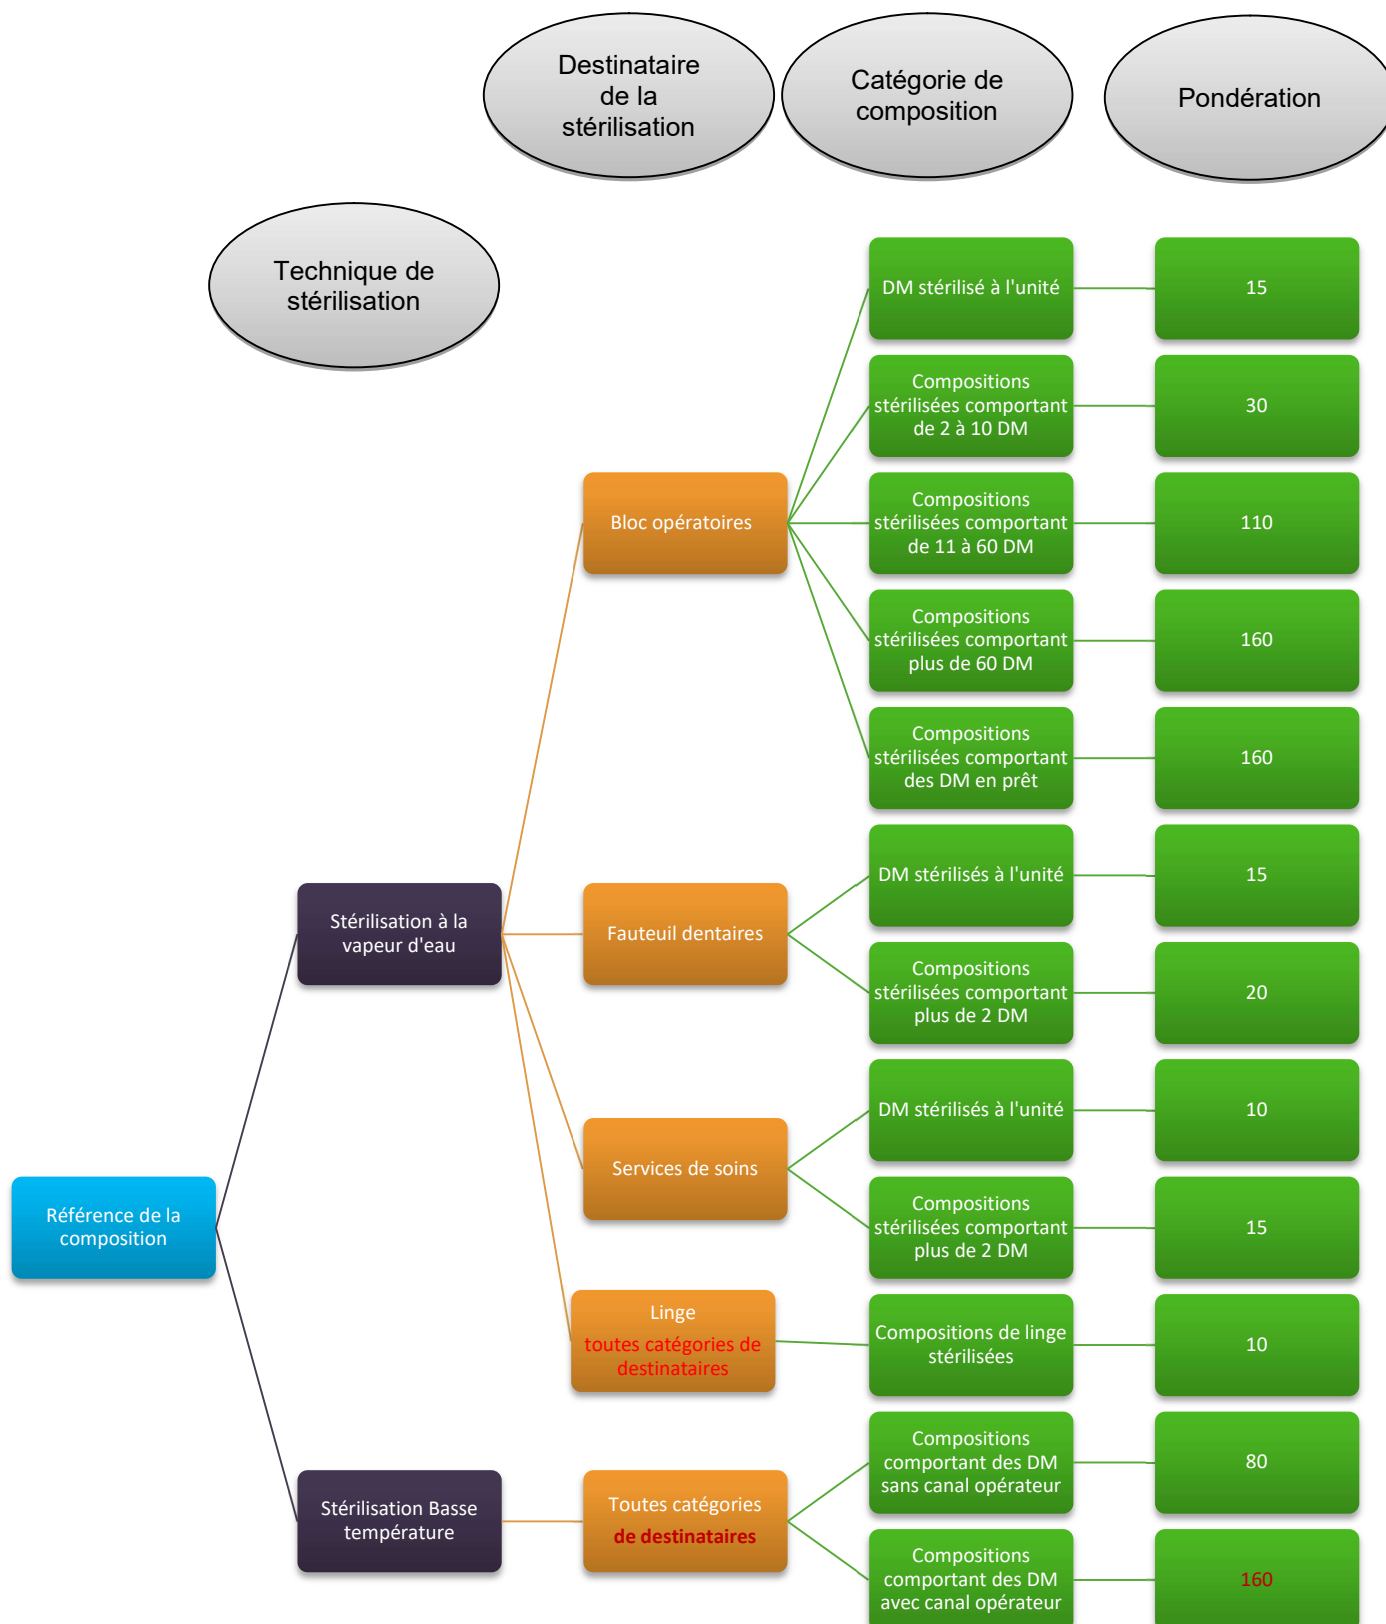 Destinataire
de la
stérilisation
Catégorie de
composition
Pondération
Technique de
stérilisation
DM stérilisé à l'unité
15
Compositions
stérilisées comportant
de 2 à 10 DM
30
Bloc opératoires
Compositions
stérilisées comportant
de 11 à 60 DM
110
Compositions
stérilisées comportant
plus de 60 DM
160
Compositions
stérilisées comportant
des DM en prêt
160
Stérilisation à la
vapeur d'eau
Fauteuil dentaires
DM stérilisés à l'unité
15
Compositions
stérilisées comportant
plus de 2 DM
20
Services de soins
DM stérilisés à l'unité
10
Compositions
stérilisées comportant
plus de 2 DM
15
Référence de la
composition
Linge
toutes catégories de
destinataires
Compositions de linge
stérilisées
10
Stérilisation Basse
température
Toutes catégories
de destinataires
Compositions
comportant des DM
sans canal opérateur
80
Compositions
comportant des DM
avec canal opérateur
160